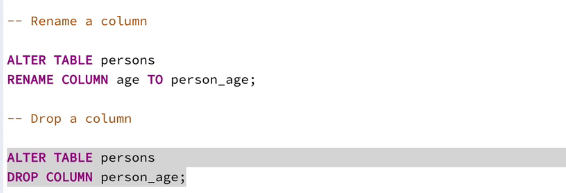 -- Rename a column
ALTER TABLE persons
RENAME COLUMN age TO person_age;
-- Drop a column
ALTER TABLE persons
DROP COLUMN person_age;